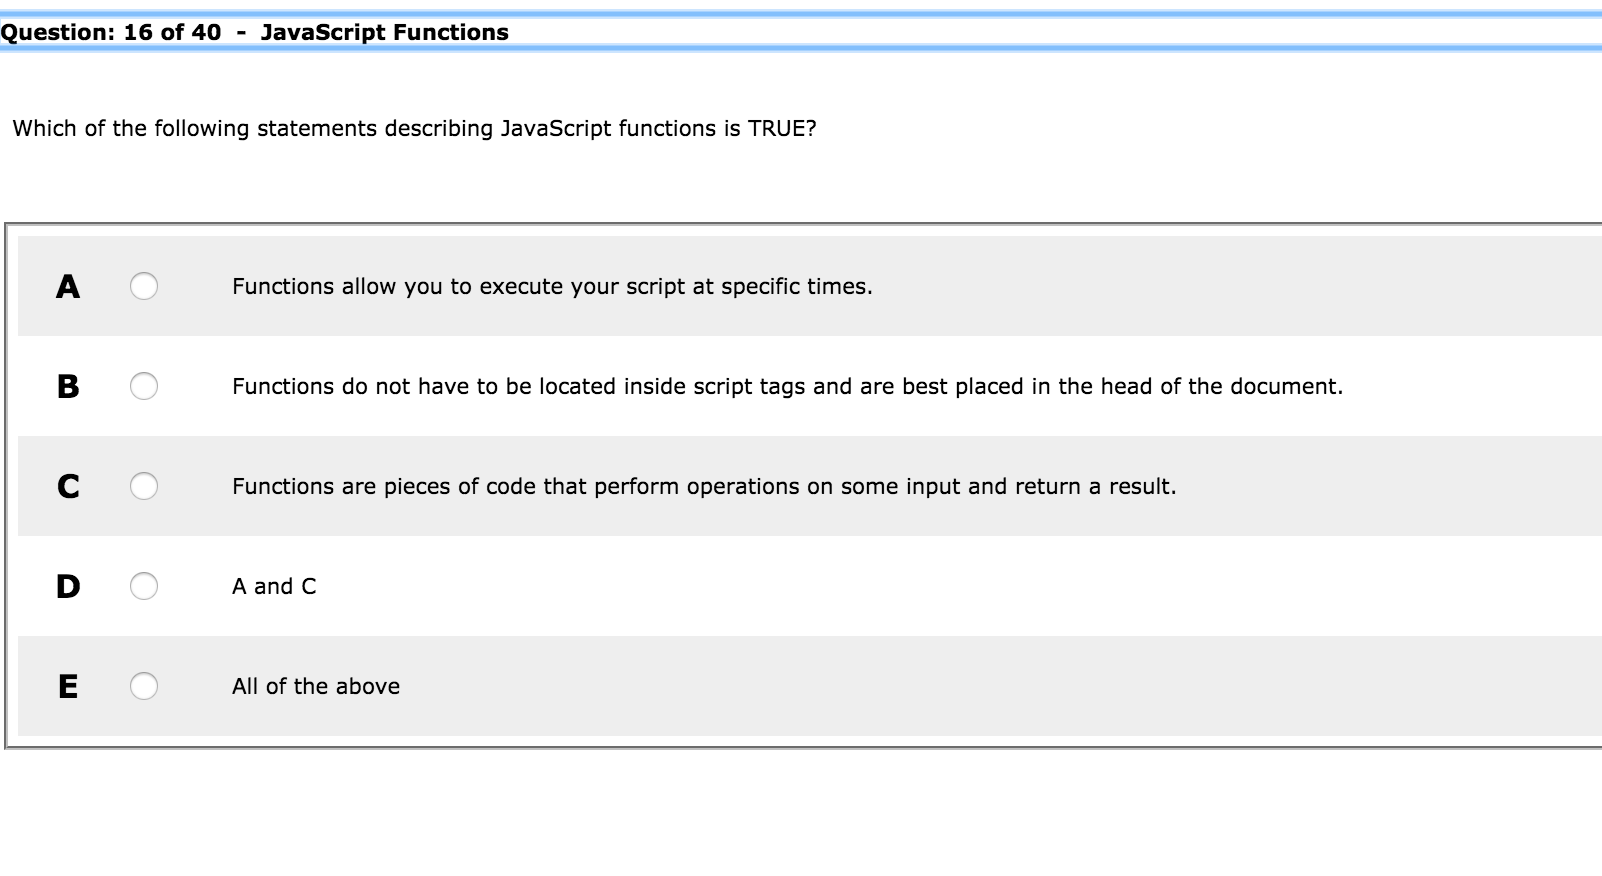 Question: 16 of 40 - JavaScript Functions
Which of the following statements describing JavaScript functions is TRUE?
A Functions allow you to execute your script at specific times.
B Functions do not have to be located inside script tags and are best placed in the head of the document.
C Functions are pieces of code that perform operations on some input and return a result.
D A and C
E All of the above